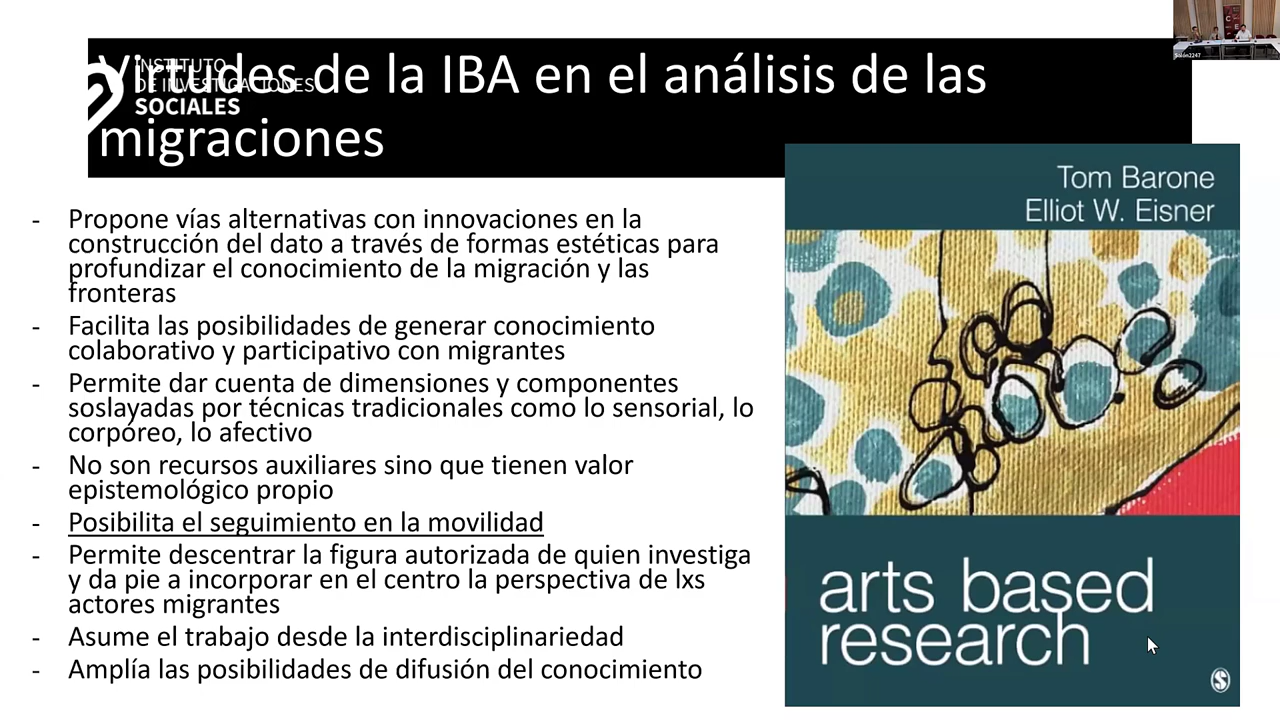 de la IBA en el análisis de las
migraciones
INSTITUTO
DE INVESTIGACIONES
SOCIALES
- Propone vías alternativas con innovaciones en la
construcción del dato a través de formas estéticas para
profundizar el conocimiento de la migración y las
fronteras
- Facilita las posibilidades de generar conocimiento
colaborativo y participativo con migrantes
- Permite dar cuenta de dimensiones y componentes
soslayadas por técnicas tradicionales como lo sensorial, lo
corpóreo, lo afectivo
- No son recursos auxiliares sino que tienen valor
epistemológico propio
- Posibilita el seguimiento en la movilidad
- Permite descentrar la figura autorizada de quien investiga
y da pie a incorporar en el centro la perspectiva de lxs
actores migrantes
- Asume el trabajo desde la interdisciplinariedad
- Amplía las posibilidades de difusión del conocimiento
Tom Barone
Elliot W. Eisner
arts based
research
S